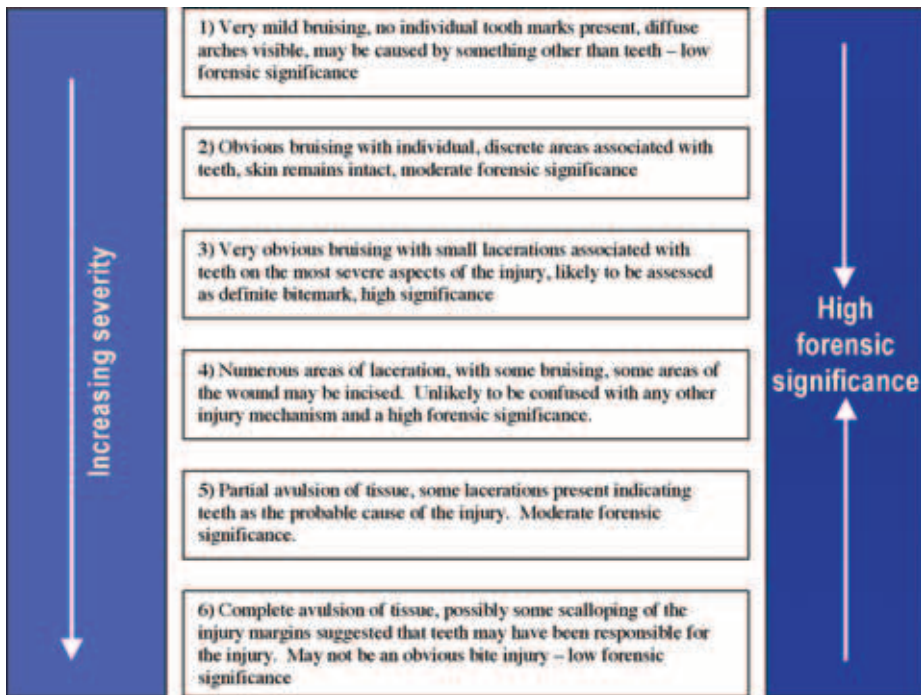 Increasing severity
1) Very mild bruising, no individual tooth marks present, diffuse
arches visible, may be caused by something other than teeth – low
forensic significance
2) Obvious bruising with individual, discrete areas associated with
teeth, skin remains intact, moderate forensic significance
3) Very obvious bruising with small lacerations associated with
teeth on the most severe aspects of the injury, likely to be assessed
as definite bitemark, high significance
4) Numerous areas of laceration, with some bruising, some areas of
the wound may be incised.  Unlikely to be confused with any other
injury mechanism and a high forensic significance.
5) Partial avulsion of tissue, some lacerations present indicating
teeth as the probable cause of the injury.  Moderate forensic
significance.
6) Complete avulsion of tissue, possibly some scalloping of the
injury margins suggested that teeth may have been responsible for
the injury.  May not be an obvious bite injury – low forensic
significance
High
forensic
significance